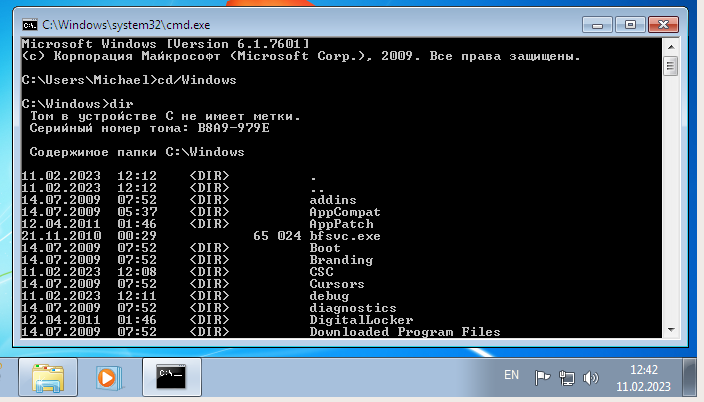 C:\Windows\system32\cmd.exe
Microsoft Windows [Version 6.1.7601]
(c) Корпорация Майкрософт (Microsoft Corp.), 2009. Все права защищены.
C:\Users\Michael>cd/Windows
C:\Windows>dir
Том в устройстве C не имеет метки.
Серийный номер тома: B8A9-979E
Содержимое папки C:\Windows
11.02.2023  12:12    <DIR>          .
11.02.2023  12:12    <DIR>          ..
14.07.2009  07:52    <DIR>          addins
14.07.2009  05:37    <DIR>          AppCompat
12.04.2011  01:46    <DIR>          AppPatch
21.11.2010  00:29            65 024 bfsvc.exe
14.07.2009  07:52    <DIR>          Boot
14.07.2009  07:52    <DIR>          Branding
11.02.2023  12:08    <DIR>          CSC
14.07.2009  07:52    <DIR>          Cursors
11.02.2023  12:11    <DIR>          debug
14.07.2009  07:52    <DIR>          diagnostics
12.04.2011  01:46    <DIR>          DigitalLocker
14.07.2009  07:52    <DIR>          Downloaded Program Files
C:\_
EN
12:42
11.02.2023